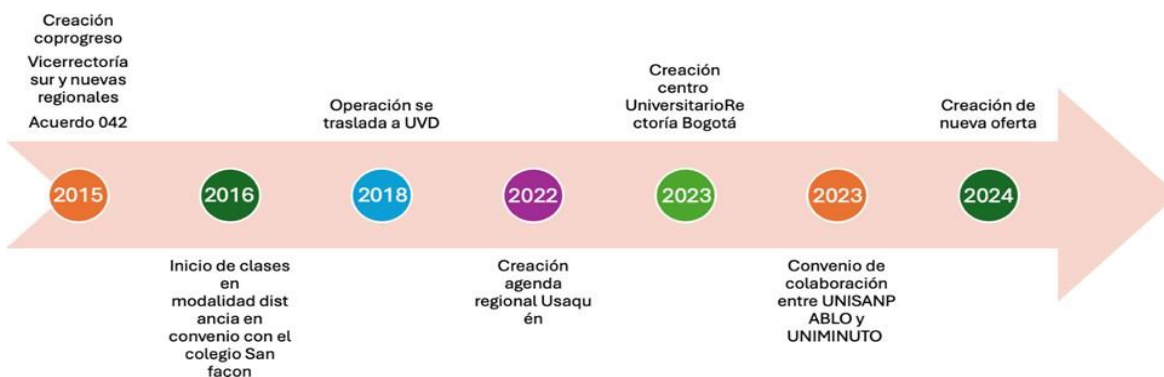 Creación
coprogreso
Vicerrectoría
sur y nuevas
regionales
Acuerdo 042
2015
2016
Inicio de clases
en
modalidad dist
ancia en
convenio con el
colegio San
facon
Operación se
traslada a UVD
2018
2022
Creación
agenda
regional Usaqu
én
Creación
centro
UniversitarioRe
ctoría Bogotá
2023
2023
Convenio de
colaboración
entre UNISANP
ABLO y
UNIMINUTO
Creación de
nueva oferta
2024